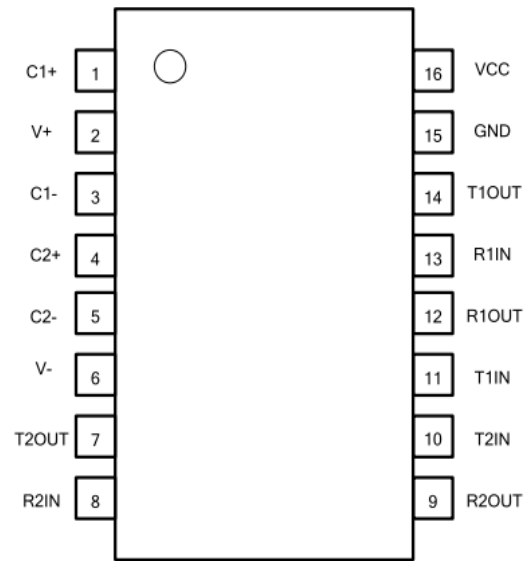 C1+ 1 16 VCC
V+ 2 15 GND
C1- 3 14 T1OUT
C2+ 4 13 R1IN
C2- 5 12 R1OUT
V- 6 11 T1IN
T2OUT 7 10 T2IN
R2IN 8 9 R2OUT